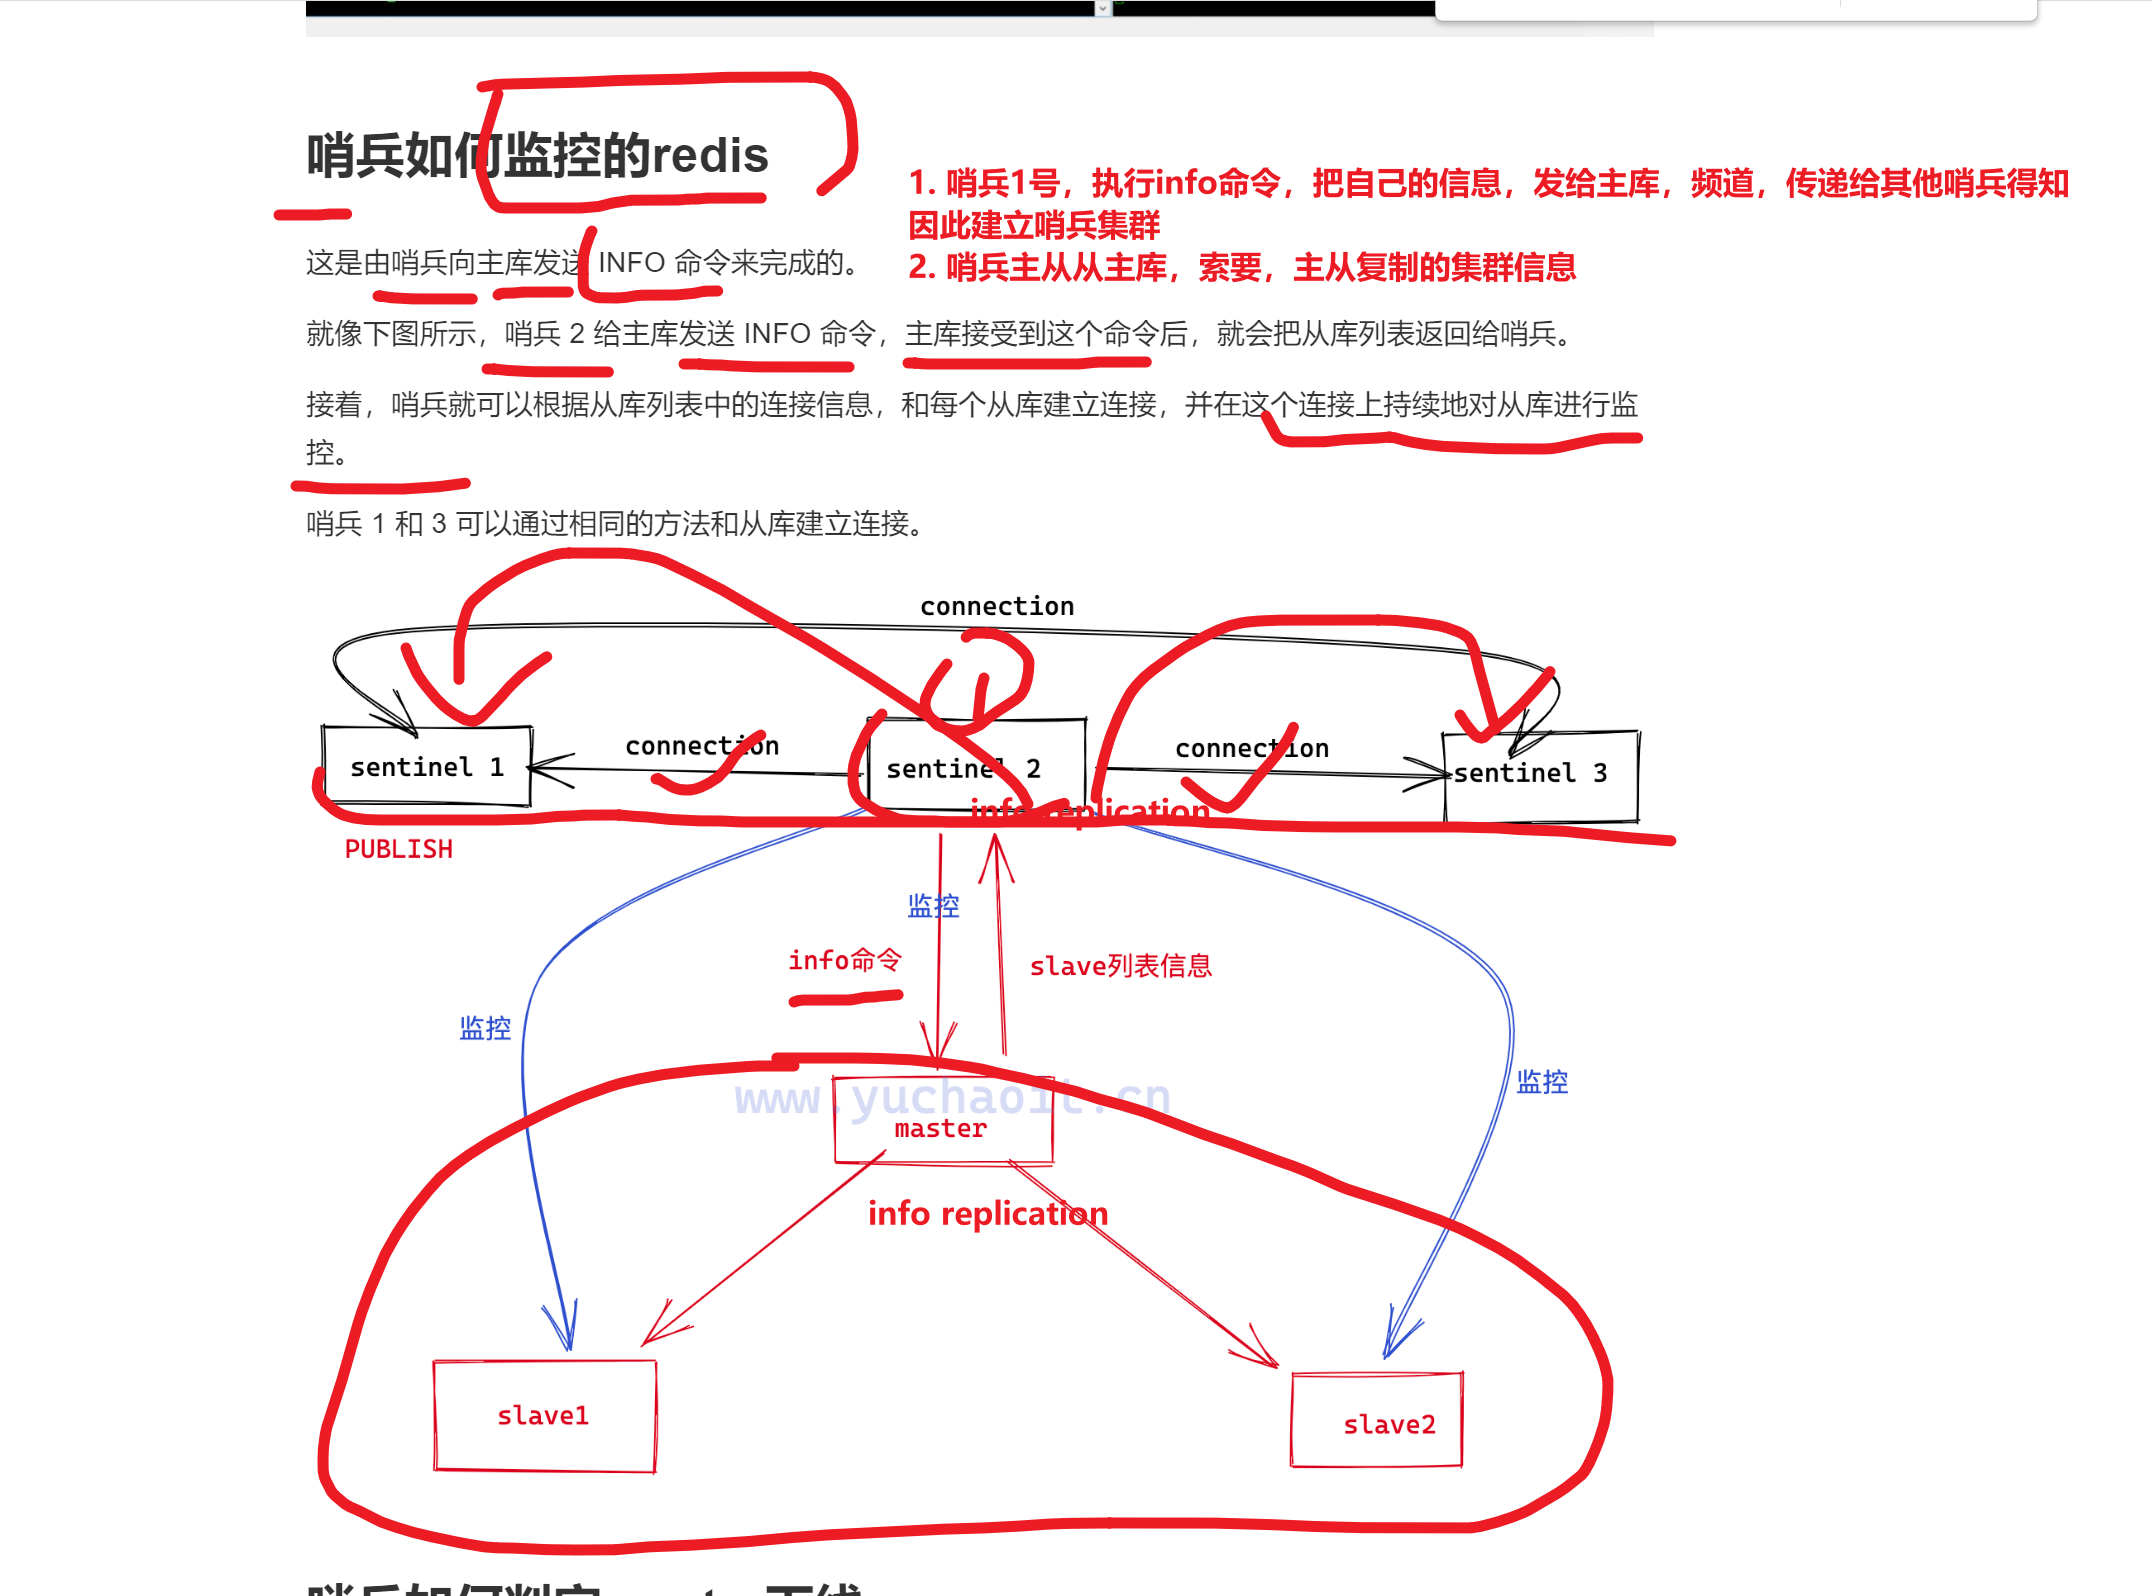 哨兵如何监控的redis
1. 哨兵1号，执行info命令，把自己的信息，发给主库，频道，传递给其他哨兵得知
因此建立哨兵集群
2. 哨兵主从从主库，索要，主从复制的集群信息
这是由哨兵向主库发送 INFO 命令来完成的。
就像下图所示，哨兵 2 给主库发送 INFO 命令，主库接受到这个命令后，就会把从库列表返回给哨兵。
接着，哨兵就可以根据从库列表中的连接信息，和每个从库建立连接，并在这个连接上持续地对从库进行监
控。
哨兵 1 和 3 可以通过相同的方法和从库建立连接。
connection
connection
connection
sentinel 1
sentinel 2
sentinel 3
info replication
PUBLISH
监控
info命令
slave列表信息
监控
监控
www.yuchaoit.cn
master
info replication
slave1
slave2